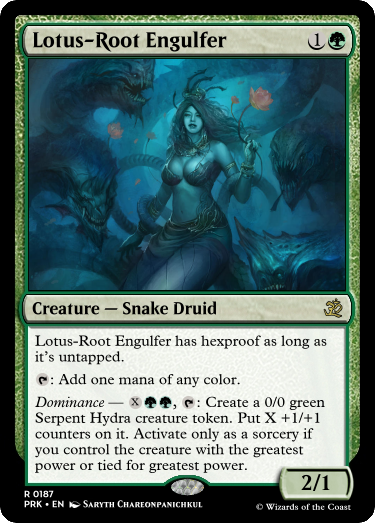 Lotus-Root Engulfer 1
Creature — Snake Druid
Lotus-Root Engulfer has hexproof as long as
it's untapped.
: Add one mana of any color.
Dominance — X, : Create a 0/0 green
Serpent Hydra creature token. Put X +1/+1
counters on it. Activate only as a sorcery if
you control the creature with the greatest
power or tied for greatest power.
2/1
R 0187
PRK • EN SARYTH CHAREONPANICHKUL
© Wizards of the Coast